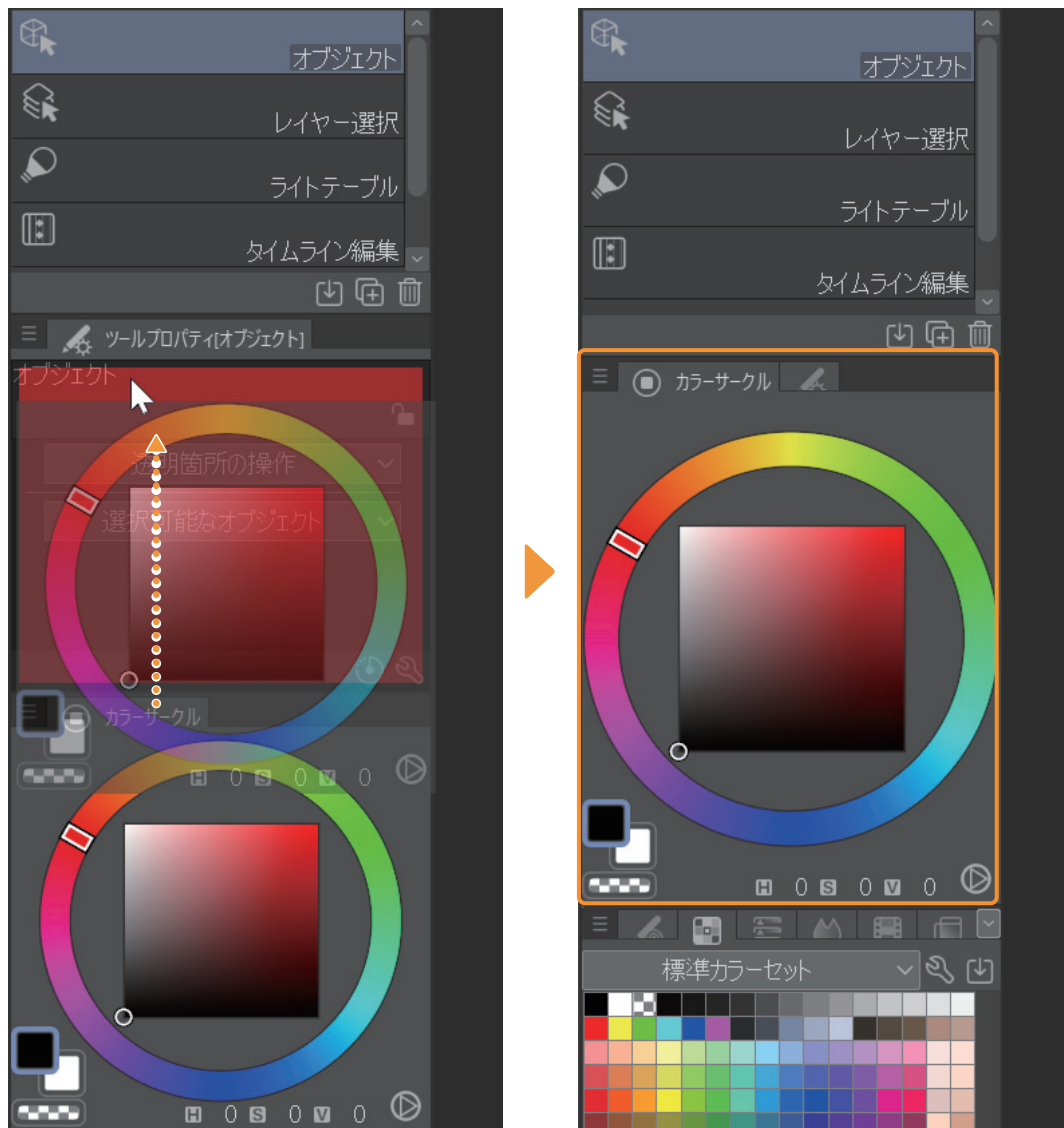 オブジェクト
レイヤー選択
ライトテーブル
タイムライン編集
ツールプロパティ[オブジェクト]
オブジェクト
透明箇所の操作
選択可能なオブジェクト
カラーサークル
H 0 S 0 V 0
H 0 S 0 V 0
オブジェクト
レイヤー選択
ライトテーブル
タイムライン編集
カラーサークル
H 0 S 0 V 0
標準カラーセット